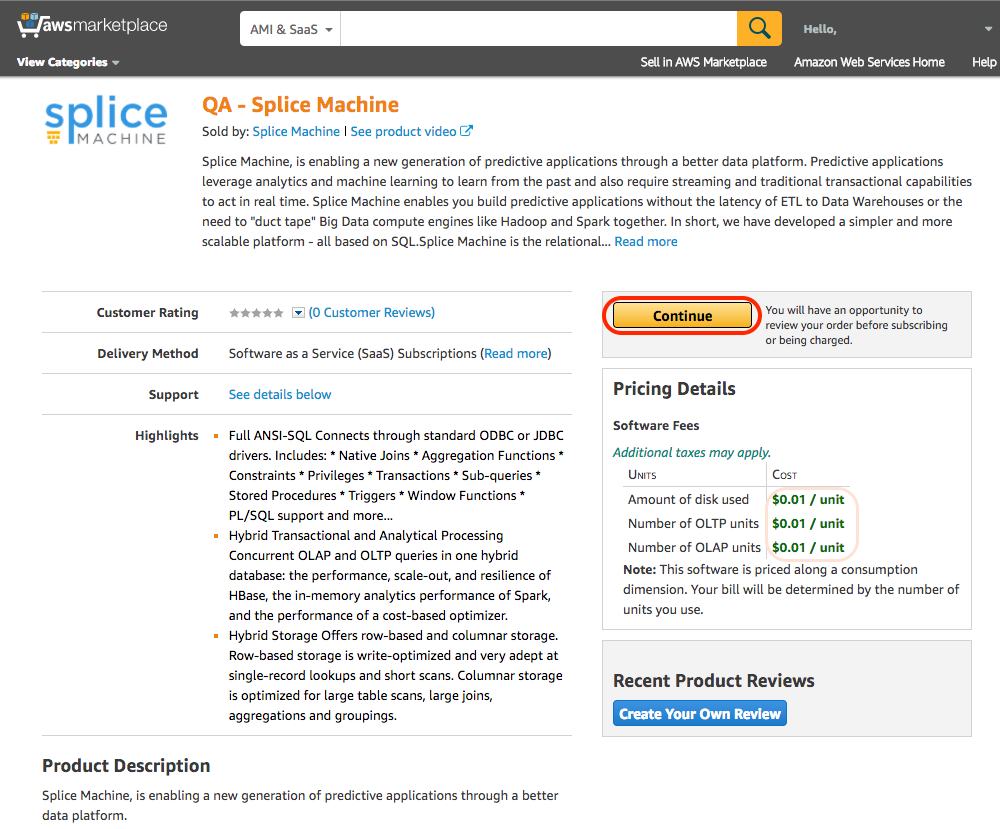 awsmarketplace
AMI & SaaS
Hello,
View Categories
Sell in AWS Marketplace
Amazon Web Services Home
Help
splice
MACHINE
QA - Splice Machine
Sold by: Splice Machine | See product video
Splice Machine, is enabling a new generation of predictive applications through a better data platform. Predictive applications
leverage analytics and machine learning to learn from the past and also require streaming and traditional transactional capabilities
to act in real time. Splice Machine enables you build predictive applications without the latency of ETL to Data Warehouses or the
need to "duct tape" Big Data compute engines like Hadoop and Spark together. In short, we have developed a simpler and more
scalable platform - all based on SQL.Splice Machine is the relational... Read more
Customer Rating
(0 Customer Reviews)
Delivery Method
Software as a Service (SaaS) Subscriptions (Read more)
Support
See details below
Highlights
Full ANSI-SQL Connects through standard ODBC or JDBC
drivers. Includes: * Native Joins * Aggregation Functions *
Constraints * Privileges * Transactions * Sub-queries *
Stored Procedures * Triggers * Window Functions *
PL/SQL support and more...
Hybrid Transactional and Analytical Processing
Concurrent OLAP and OLTP queries in one hybrid
database: the performance, scale-out, and resilience of
HBase, the in-memory analytics performance of Spark,
and the performance of a cost-based optimizer.
Hybrid Storage Offers row-based and columnar storage.
Row-based storage is write-optimized and very adept at
single-record lookups and short scans. Columnar storage
is optimized for large table scans, large joins,
aggregations and groupings.
Continue
You will have an opportunity to
review your order before subscribing
or being charged.
Pricing Details
Software Fees
Additional taxes may apply.
Units Cost
Amount of disk used $0.01 / unit
Number of OLTP units $0.01 / unit
Number of OLAP units $0.01 / unit
Note: This software is priced along a consumption
dimension. Your bill will be determined by the number of
units you use.
Recent Product Reviews
Create Your Own Review
Product Description
Splice Machine, is enabling a new generation of predictive applications through a better
data platform.